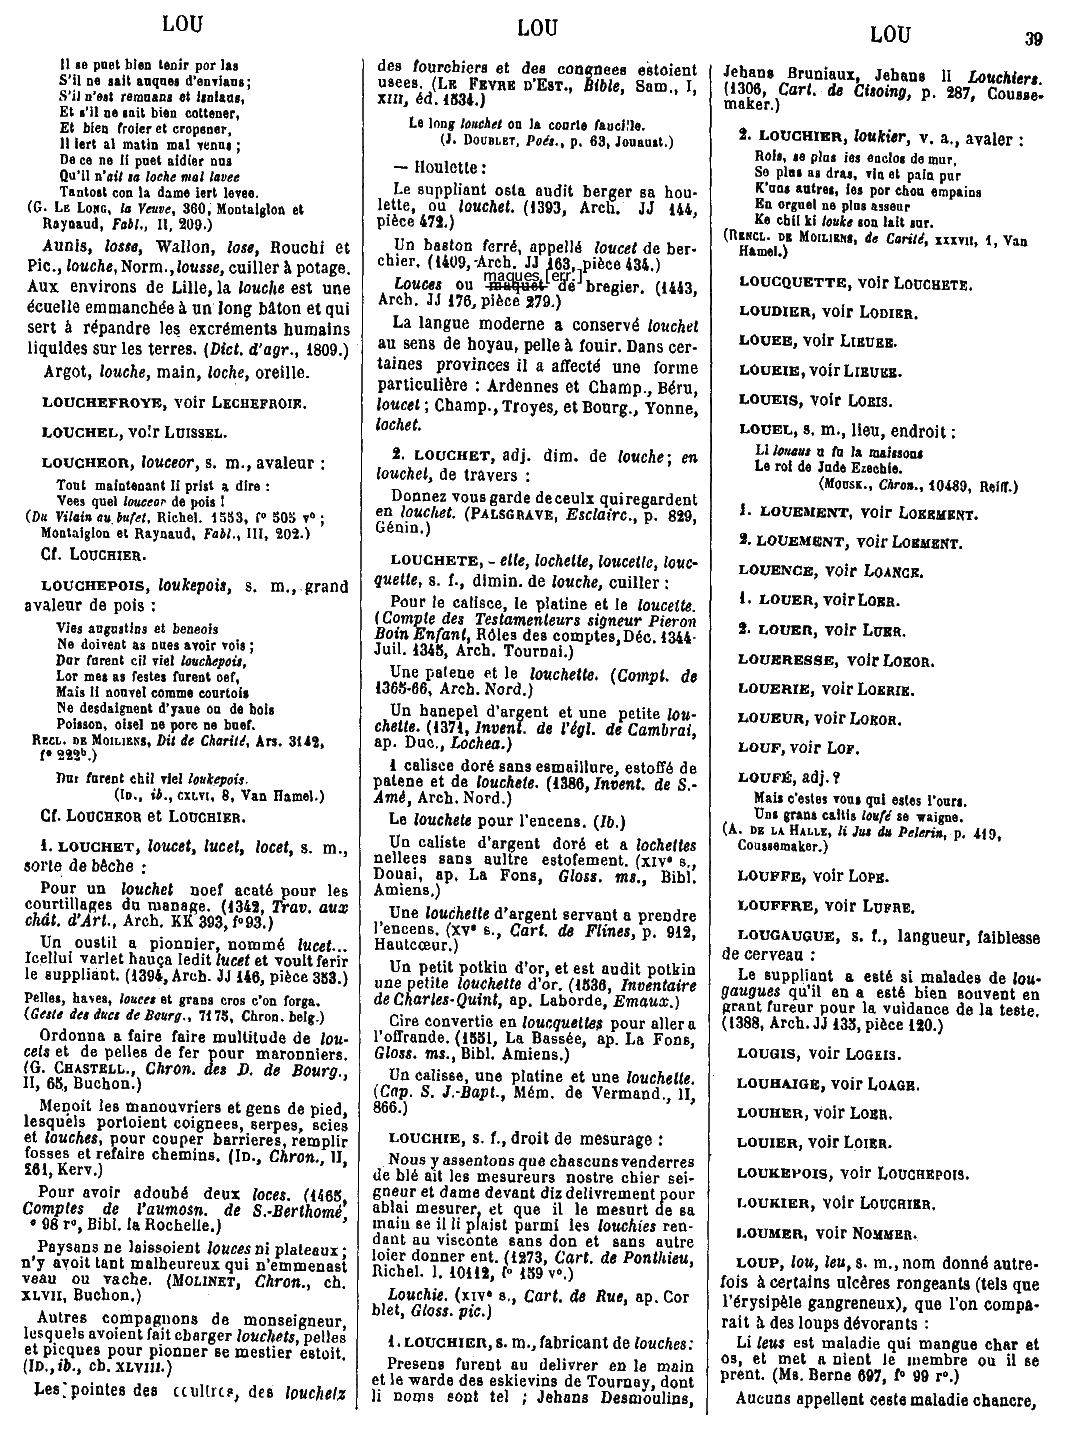 LOU
LOU
LOU
39
Il se puet bien tenir por las
S'il ne sait auques d'enviaus;
S'il n'est remuans et isniaus,
Et s'il ne sait bien cottener,
Et bien froier et cropener,
Il iert al matin mal venus;
De ce ne li puet aidier nus
Qu'il n'ait sa loche mal lavee
Tantost con la dame iert levee.
(G. LE LONG, la Veuve, 360, Montaiglon et
Raynaud, Fabl., II, 209.)
Aunis, losse, Wallon, lose, Rouchi et
Pic., louche, Norm., lousse, cuiller à potage.
Aux environs de Lille, la louche est une
écuelle emmanchée à un long bâton et qui
sert à répandre les excréments humains
liquides sur les terres. (Dict. d'agr., 1809.)
Argot, louche, main, loche, oreille.
LOUCHEFROYE, voir LECHEFROIE.
LOUCHEL, voir LUISSEL.
LOUCHEOR, louceor, s. m., avaleur :
Tout maintenant li prist a dire :
Vees quel louceor de pois !
(Du Vilain au bufet, Richel. 1553, f° 505 v° ;
Montaiglon et Raynaud, Fabl., III, 202.)
Cf. LOUCHIER.
LOUCHEPOIS, loukepois, s. m., grand
avaleur de pois :
Vies augustins et beneois
Ne doivent as nues avoir vois ;
Dur furent cil viel louchepois,
Lor mes as festes furent oef,
Mais li nouvel comme courtois
Ne desdaignent d'yaue ou de bois
Poisson, oisel ne porc ne buef.
RECL. DE MOILIENS, Dit de Charité, Ars. 3142,
f° 222b.)
Dur furent chil viel loukepois.
(ID., ib., CXLVI, 8, Van Hamel.)
Cf. LOUCHEOR et LOUCHIER.
1. LOUCHET, loucet, lucet, locet, s. m.,
sorte de bêche :
Pour un louchet noef acaté pour les
courtillages du manage. (1342, Trav. aux
chât. d'Art., Arch. KK 393, f° 93.)
Un oustil a pionnier, nommé lucet...
Icellui varlet hauça ledit lucet et voult ferir
le suppliant. (1394, Arch. JJ 146, pièce 353.)
Pelles, haves, louces et grans cros c'on forga.
(Geste des ducs de Bourg., 7175, Chron. belg.)
Ordonna a faire faire multitude de lou-
cets et de pelles de fer pour maronniers.
(G. CHASTELL., Chron. des D. de Bourg.,
II, 65, Buchon.)
Menoit les manouvriers et gens de pied,
lesquels portoient coignees, serpes, scies
et louches, pour couper barrieres, remplir
fosses et refaire chemins. (ID., Chron., II,
261, Kerv.)
Pour avoir adoubé deux loces. (1465,
Comptes de l'aumosn. de S.-Berthomé,
° 98 r°, Bibl. la Rochelle.)
Paysans ne laissoient louces ni plateaux ;
n'y avoit tant malheureux qui n'emmenast
veau ou vache. (MOLINET, Chron., ch.
XLVII, Buchon.)
Autres compagnons de monseigneur,
lesquels avoient fait charger louchets, pelles
et picques pour pionner se mestier estoit.
(ID., ib., ch. XLVIII.)
Les pointes des coultres, des louchetz
des fourchiers et des congnees estoient
usees. (LE FEVRE D'EST., Bible, Sam., I,
XIII, éd. 1534.)
Le long louchet ou la courte faucille.
(J. DOUBLET, Poés., p. 63, Jouaust.)
— Houlette :
Le suppliant osta audit berger sa hou-
lette, ou louchet. (1393, Arch. JJ 144,
pièce 472.)
Un baston ferré, appellé loucet de ber-
chier. (1409, Arch. JJ 163, pièce 434.)
maques [err.]
Louces ou maquet de bregier. (1443,
Arch. JJ 176, pièce 279.)
La langue moderne a conservé louchet
au sens de hoyau, pelle à fouir. Dans cer-
taines provinces il a affecté une forme
particulière : Ardennes et Champ., Béru,
loucet ; Champ., Troyes, et Bourg., Yonne,
lochet.
2. LOUCHET, adj. dim. de louche; en
louchet, de travers :
Donnez vous garde de ceulx qui regardent
en louchet. (PALSGRAVE, Esclairc., p. 829,
Génin.)
LOUCHETE, - ette, lochette, loucette, louc-
quette, s. f., dimin. de louche, cuiller :
Pour le calisce, le platine et le loucette.
(Compte des Testamenteurs signeur Pieron
Boin Enfant, Rôles des comptes, Déc. 1344-
Juil. 1345, Arch. Tournai.)
Une patene et le louchette. (Compt. de
1365-66, Arch. Nord.)
Un hanepel d'argent et une petite lou-
chette. (1371, Invent. de l'égl. de Cambrai,
ap. Duc., Lochea.)
1 calisce doré sans esmaillure, estoffé de
patene et de louchete. (1386, Invent. de S.-
Amé, Arch. Nord.)
Le louchete pour l'encens. (Ib.)
Un caliste d'argent doré et a lochettes
nellees sans aultre estofement. (XIVe s.,
Douai, ap. La Fons, Gloss. ms., Bibl.
Amiens.)
Une louchette d'argent servant a prendre
l'encens. (XVe s., Cart. de Flines, p. 912,
Hautcœur.)
Un petit potkin d'or, et est audit potkin
une petite louchette d'or. (1536, Inventaire
de Charles-Quint, ap. Laborde, Emaux.)
Cire convertie en loucquettes pour aller a
l'offrande. (1551, La Bassée, ap. La Fons,
Gloss. ms., Bibl. Amiens.)
Un calisse, une platine et une louchette.
(Cap. S. J.-Bapt., Mém. de Vermand., II,
866.)
LOUCHIE, s. f., droit de mesurage :
Nous y assentons que chascuns venderres
de blé ait les mesureurs nostre chier sei-
gneur et dame devant diz delivrement pour
ablai mesurer, et que il le mesurt de sa
main se il li plaist parmi les louchies ren-
dant au visconte sans don et sans autre
loier donner ent. (1273, Cart. de Ponthieu,
Richel. l. 10112, f° 159 v°.)
Louchie. (XIVe s., Cart. de Rue, ap. Cor
blet, Gloss. pic.)
1. LOUCHIER, s. m., fabricant de louches:
Presens furent au delivrer en le main
et le warde des eskievins de Tournay, dont
li noms sont tel ; Jehans Desmoulins,
Jehans Bruniaux, Jehans li Louchiers.
(1306, Cart. de Cisoing, p. 287, Cousse-
maker.)
2. LOUCHIER, loukier, v. a., avaler :
Rois, se plus ies enclos de mur,
Se plus as dras, vin et pain pur
K'uns autres, ies por chou empains
En orguel ne plus asseur
Ke chil ki louke son lait sur.
(RENCL. DE MOILIENS, de Carité, XXXVII, 1, Van
Hamel.)
LOUCQUETTE, voir LOUCHETE.
LOUDIER, voir LODIER.
LOUEE, voir LIEUEE.
LOUEIE, voir LIEUEE.
LOUEIS, voir LOEIS.
LOUEL, s. m., lieu, endroit :
Li louaus u fu la maissons
Le roi de Jude Ezechie.
(MOUSK., Chron., 10489, Reiff.)
1. LOUEMENT, voir LOEEMENT.
2. LOUEMENT, voir LOEMENT.
LOUENCE, voir LOANCE.
1. LOUER, voir LOER.
2. LOUER, voir LUER.
LOUERESSE, voir LOEOR.
LOUERIE, voir LOERIE.
LOUEUR, voir LOEOR.
LOUF, voir LOF.
LOUFÉ, adj. ?
Mais c'estes vous qui estes l'ours.
Uns grans caitis loufé se waigne.
(A. DE LA HALLE, li Jus du Pelerin, p. 419,
Coussemaker.)
LOUFFE, voir LOPE.
LOUFFRE, voir LUFRE.
LOUGAUGUE, s. f., langueur, faiblesse
de cerveau :
Le suppliant a esté si malades de lou-
gaugues qu'il en a esté bien souvent en
grant fureur pour la vuidance de la teste.
(1388, Arch. JJ 135, pièce 120.)
LOUGIS, voir LOGEIS.
LOUHAIGE, voir LOAGE.
LOUHER, voir LOER.
LOUIER, voir LOIER.
LOUKEPOIS, voir LOUCHEPOIS.
LOUKIER, voir LOUCHIER.
LOUMER, voir NOMMER.
LOUP, lou, leu, s. m., nom donné autre-
fois à certains ulcères rongeants (tels que
l'érysipèle gangreneux), que l'on compa-
rait à des loups dévorants :
Li leus est maladie qui mangue char et
os, et met a nient le membre ou il se
prent. (Ms. Berne 697, f° 99 r°.)
Aucuns appellent ceste maladie chancre,